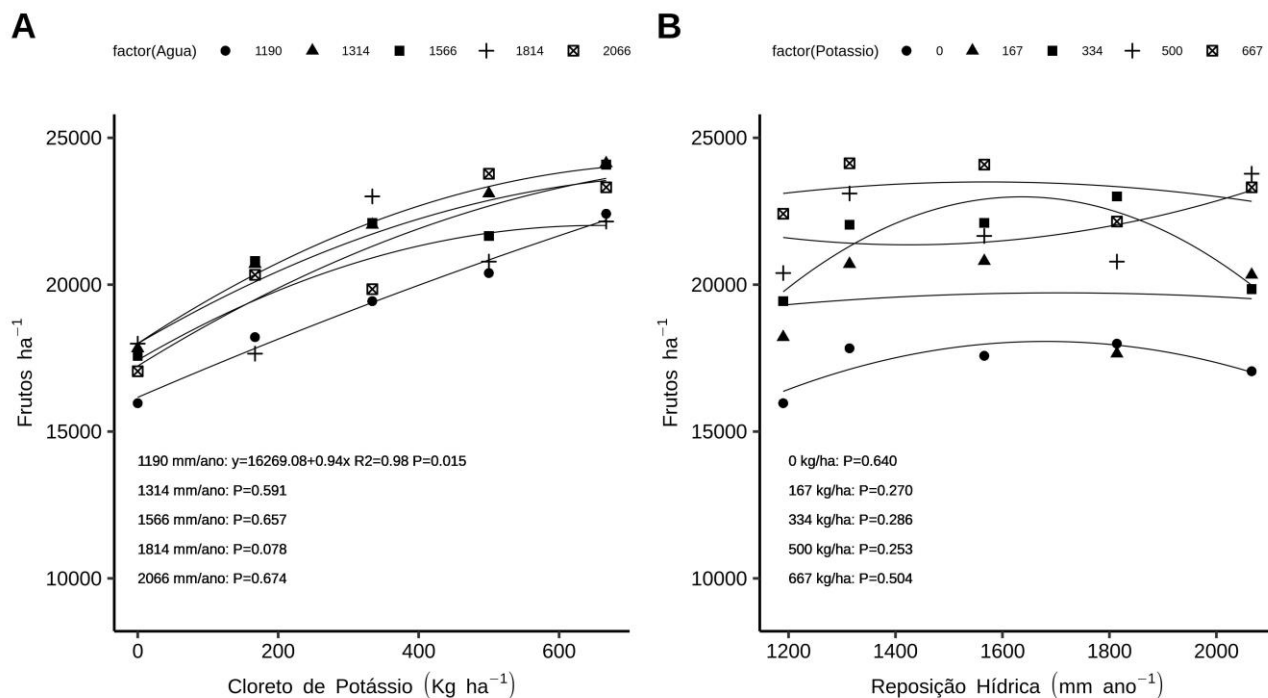 A
factor(Agua) 1190 1314 1566 1814 2066
25000
20000
15000
10000
Frutos ha⁻¹
1190 mm/ano: y=16269.08+0.94x R2=0.98 P=0.015
1314 mm/ano: P=0.591
1566 mm/ano: P=0.657
1814 mm/ano: P=0.078
2066 mm/ano: P=0.674
0 200 400 600
Cloreto de Potássio (Kg ha⁻¹)
B
factor(Potassio) 0 167 334 500 667
25000
20000
15000
10000
Frutos ha⁻¹
0 kg/ha: P=0.640
167 kg/ha: P=0.270
334 kg/ha: P=0.286
500 kg/ha: P=0.253
667 kg/ha: P=0.504
1200 1400 1600 1800 2000
Reposição Hídrica (mm ano⁻¹)